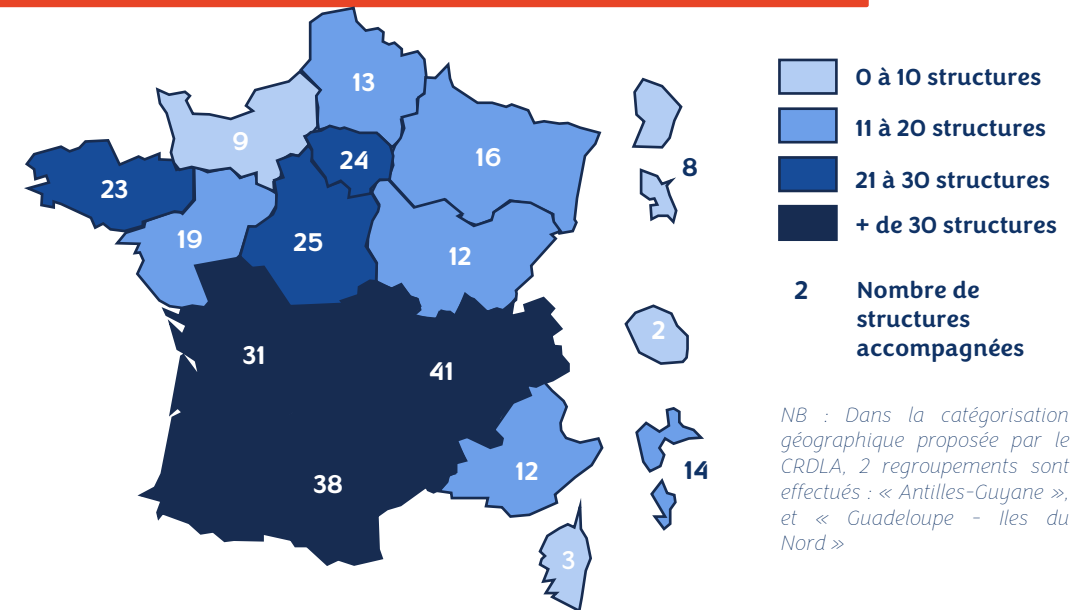 13
9
24
16
23
8
19
25
12
31
41
2
38
12
14
3
0 à 10 structures
11 à 20 structures
21 à 30 structures
+ de 30 structures
2 Nombre de
structures
accompagnées
NB : Dans la catégorisation
géographique proposée par le
CRDLA, 2 regroupements sont
effectués : « Antilles-Guyane »,
et « Guadeloupe - Iles du
Nord »